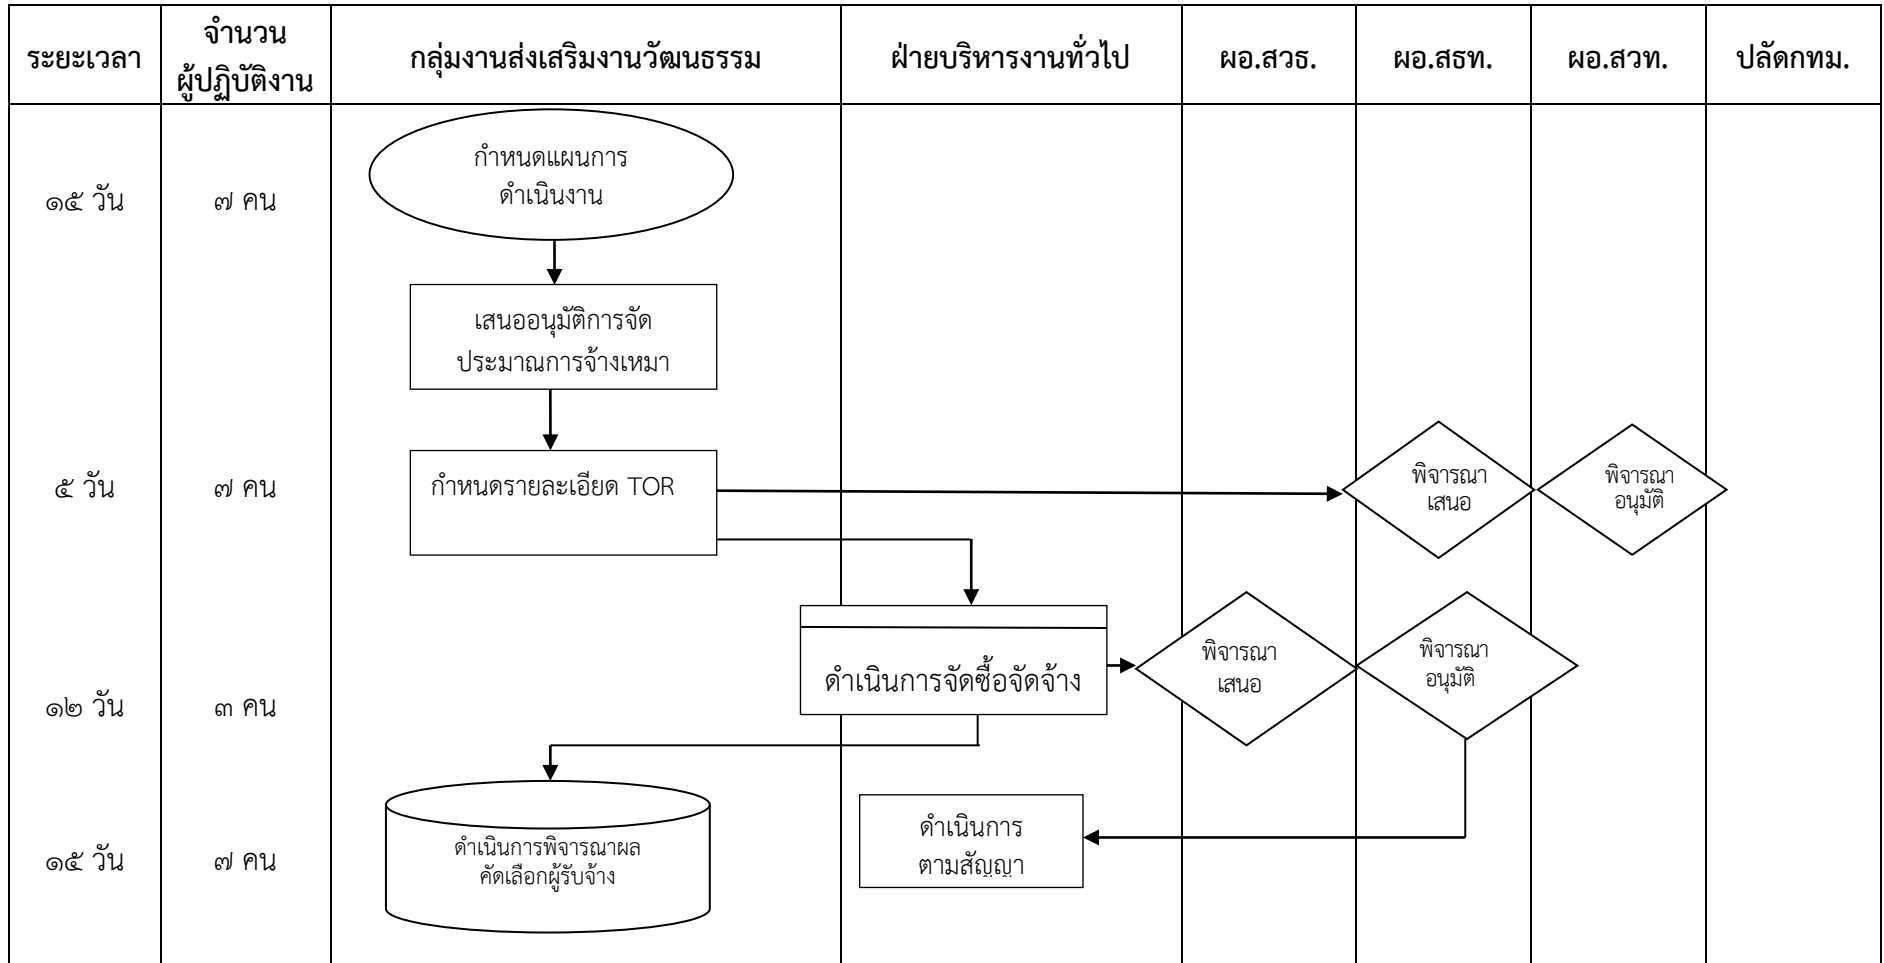 ระยะเวลา
จำนวน
ผู้ปฏิบัติงาน
กลุ่มงานส่งเสริมงานวัฒนธรรม
ฝ่ายบริหารงานทั่วไป
ผอ.สวธ.
ผอ.สธท.
ผอ.สวท.
ปลัดกทม.
กำหนดแผนการ
ดำเนินงาน
๑๕ วัน
๗ คน
เสนออนุมัติการจัด
ประมาณการจ้างเหมา
๕ วัน
๗ คน
กำหนดรายละเอียด TOR
พิจารณา
เสนอ
พิจารณา
อนุมัติ
๑๒ วัน
๓ คน
ดำเนินการจัดซื้อจัดจ้าง
พิจารณา
เสนอ
พิจารณา
อนุมัติ
๑๕ วัน
๗ คน
ดำเนินการพิจารณาผล
คัดเลือกผู้รับจ้าง
ดำเนินการ
ตามสัญญา